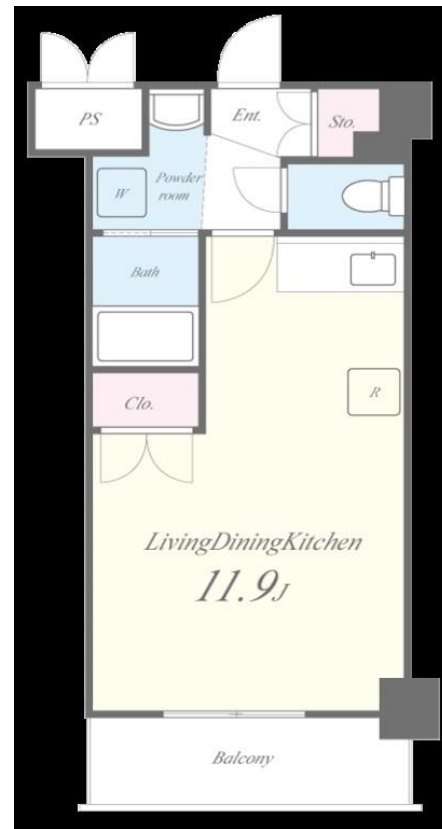 PS
Ent.
Sto.
W
Powder
room
Bath
Clo.
R
LivingDiningKitchen
11.9J
Balcony